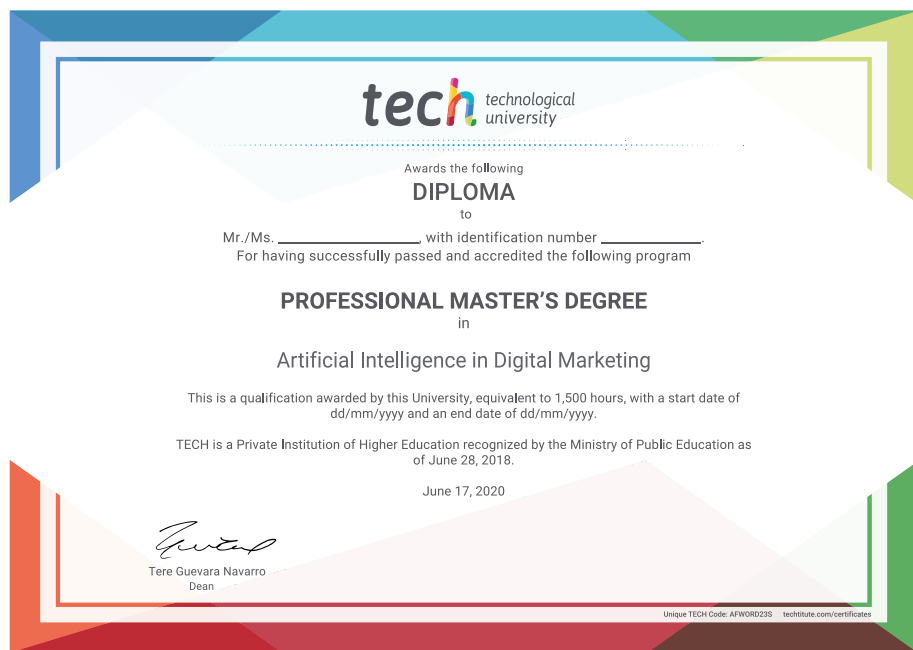 tech technological
university
Awards the following
DIPLOMA
to
Mr./Ms. ________________, with identification number ____________.
For having successfully passed and accredited the following program
PROFESSIONAL MASTER’S DEGREE
in
Artificial Intelligence in Digital Marketing
This is a qualification awarded by this University, equivalent to 1,500 hours, with a start date of
dd/mm/yyyy and an end date of dd/mm/yyyy.
TECH is a Private Institution of Higher Education recognized by the Ministry of Public Education as
of June 28, 2018.
June 17, 2020
Tere Guevara Navarro
Dean
Unique TECH Code: AFWORD23S techtitute.com/certificates